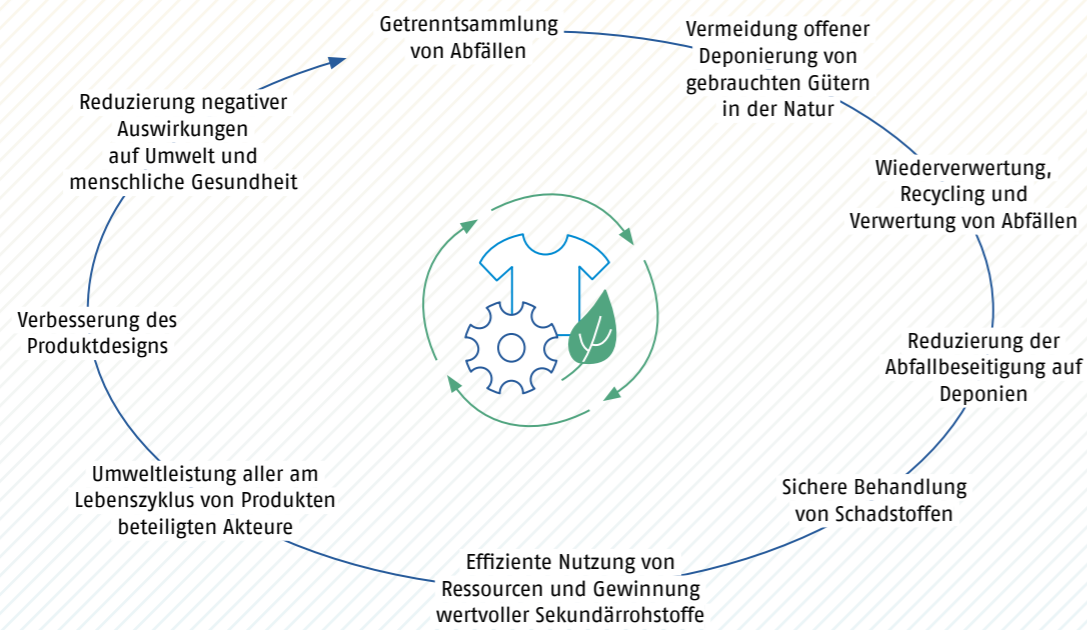 Getrenntsammlung
von Abfällen
Vermeidung offener
Deponierung von
gebrauchten Gütern
in der Natur
Wiederverwertung,
Recycling und
Verwertung von Abfällen
Reduzierung der
Abfallbeseitigung auf
Deponien
Sichere Behandlung
von Schadstoffen
Effiziente Nutzung von
Ressourcen und Gewinnung
wertvoller Sekundärrohstoffe
Umweltleistung aller am
Lebenszyklus von Produkten
beteiligten Akteure
Verbesserung des
Produktdesigns
Reduzierung negativer
Auswirkungen
auf Umwelt und
menschliche Gesundheit